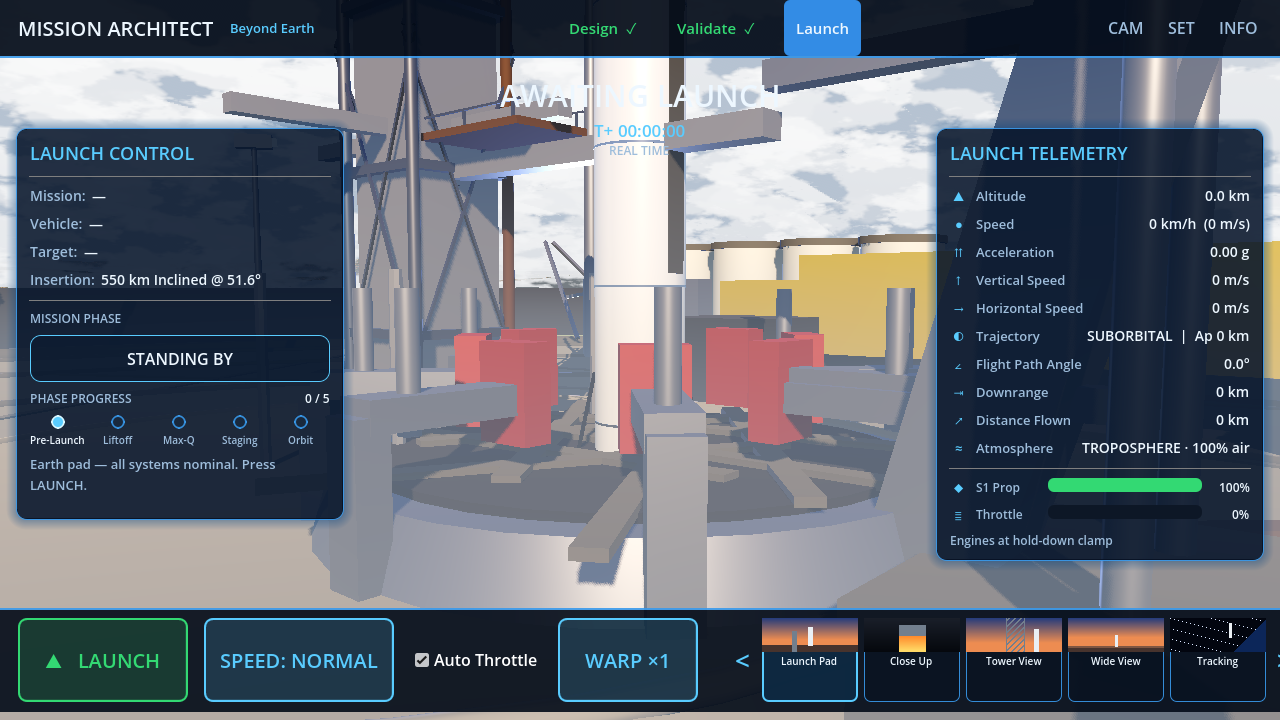 MISSION ARCHITECT Beyond Earth Design ✓ Validate ✓ Launch CAM SET INFO
AWAITING LAUNCH
T+ 00:00:00
REAL TIME
LAUNCH CONTROL
Mission: —
Vehicle: —
Target: —
Insertion: 550 km Inclined @ 51.6°
MISSION PHASE
STANDING BY
PHASE PROGRESS 0 / 5
Pre-Launch Liftoff Max-Q Staging Orbit
Earth pad — all systems nominal. Press
LAUNCH.
LAUNCH TELEMETRY
▲ Altitude 0.0 km
● Speed 0 km/h (0 m/s)
⇈ Acceleration 0.00 g
↑ Vertical Speed 0 m/s
→ Horizontal Speed 0 m/s
◐ Trajectory SUBORBITAL | Ap 0 km
∠ Flight Path Angle 0.0°
⇥ Downrange 0 km
↗ Distance Flown 0 km
≈ Atmosphere TROPOSPHERE · 100% air
◆ S1 Prop 100%
≣ Throttle 0%
Engines at hold-down clamp
▲ LAUNCH SPEED: NORMAL Auto Throttle WARP ×1 < Launch Pad Close Up Tower View Wide View Tracking